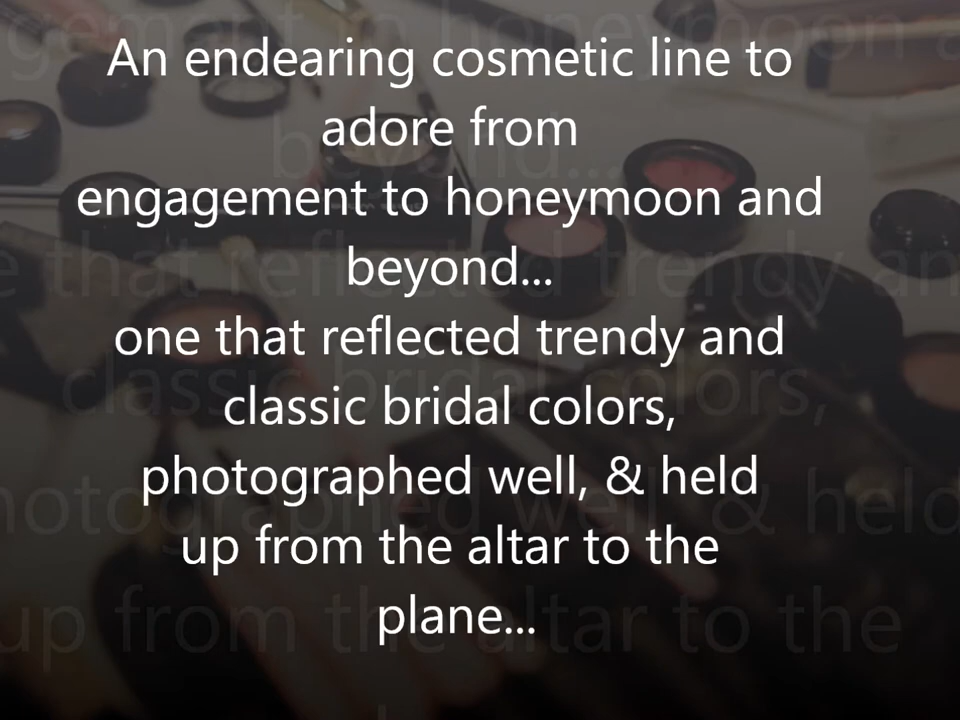 An endearing cosmetic line to
adore from
engagement to honeymoon and
beyond...
one that reflected trendy and
classic bridal colors,
photographed well, & held
up from the altar to the
plane...